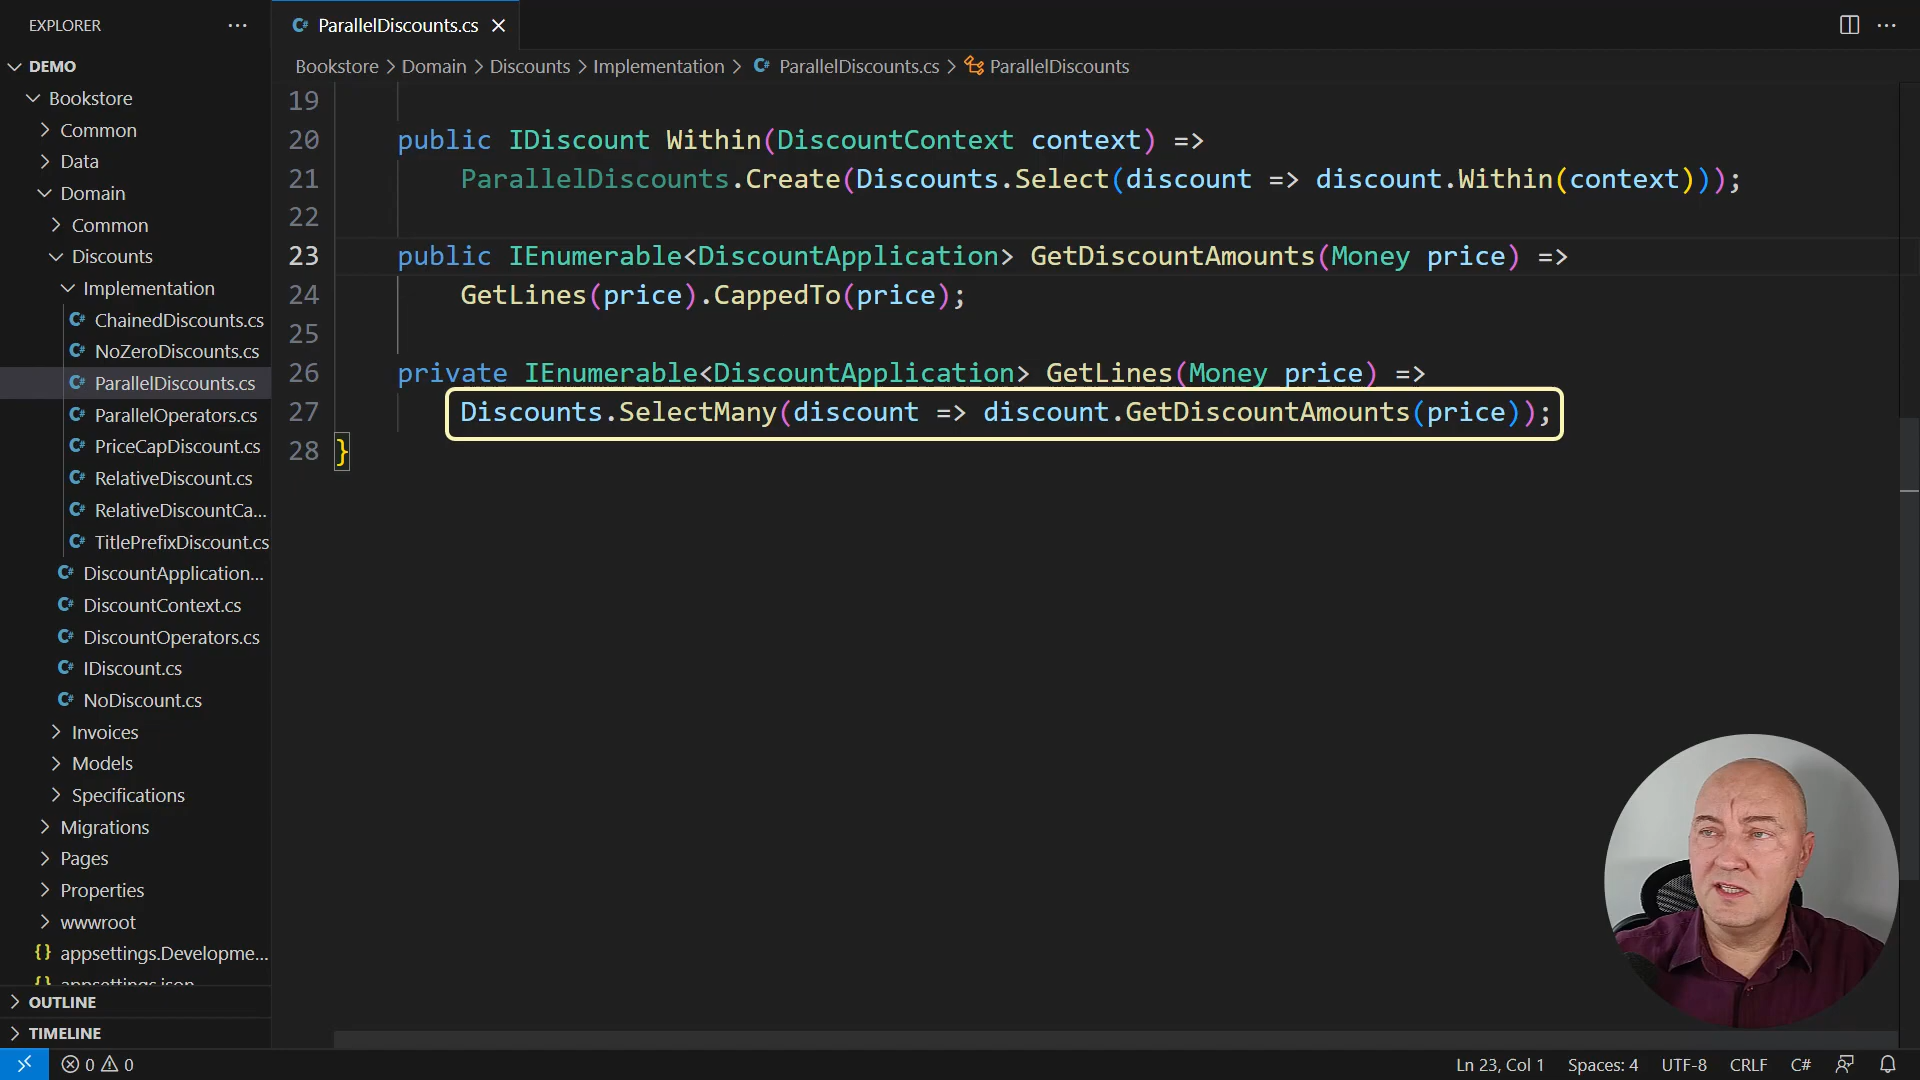 EXPLORER
DEMO
Bookstore
Common
Data
Domain
Common
Discounts
Implementation
ChainedDiscounts.cs
NoZeroDiscounts.cs
ParallelDiscounts.cs
ParallelOperators.cs
PriceCapDiscount.cs
RelativeDiscount.cs
RelativeDiscountCa...
TitlePrefixDiscount.cs
DiscountApplication...
DiscountContext.cs
DiscountOperators.cs
IDiscount.cs
NoDiscount.cs
Invoices
Models
Specifications
Migrations
Pages
Properties
wwwroot
appsettings.Developme...
appsettings.json
OUTLINE
TIMELINE
ParallelDiscounts.cs
Bookstore > Domain > Discounts > Implementation > ParallelDiscounts.cs > ParallelDiscounts
19
20 public IDiscount Within(DiscountContext context) =>
21 ParallelDiscounts.Create(Discounts.Select(discount => discount.Within(context)));
22
23 public IEnumerable<DiscountApplication> GetDiscountAmounts(Money price) =>
24 GetLines(price).CappedTo(price);
25
26 private IEnumerable<DiscountApplication> GetLines(Money price) =>
27 Discounts.SelectMany(discount => discount.GetDiscountAmounts(price));
28 }
0 0
Ln 23, Col 1 Spaces: 4 UTF-8 CRLF C#